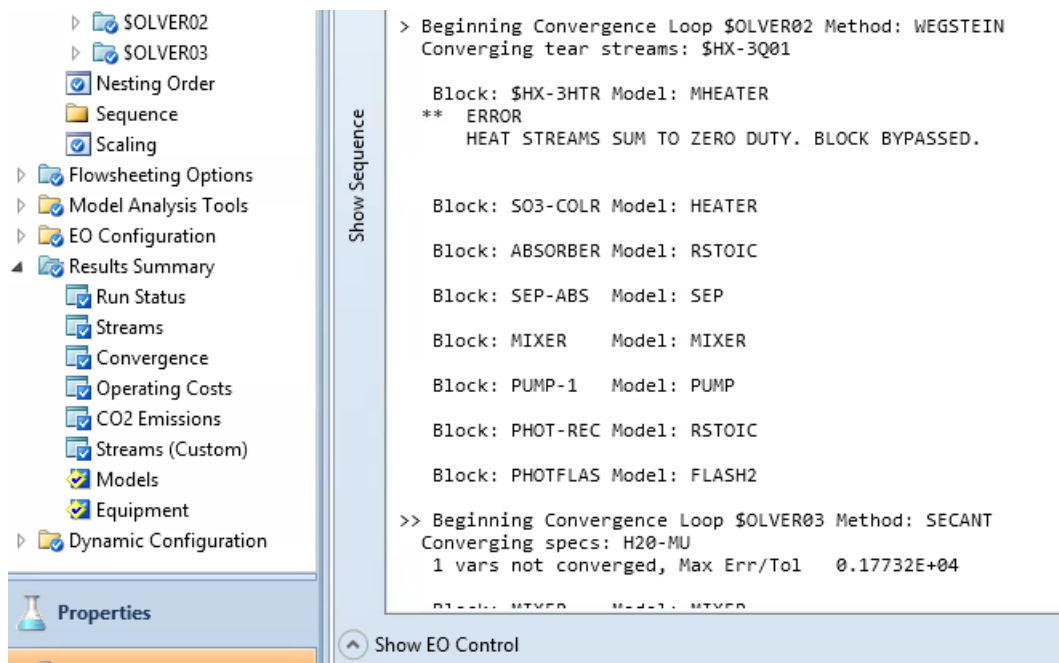 $OLVER02
$OLVER03
Nesting Order
Sequence
Scaling
Flowsheeting Options
Model Analysis Tools
EO Configuration
Results Summary
Run Status
Streams
Convergence
Operating Costs
CO2 Emissions
Streams (Custom)
Models
Equipment
Dynamic Configuration
Properties
Show Sequence
> Beginning Convergence Loop $OLVER02 Method: WEGSTEIN
Converging tear streams: $HX-3Q01
Block: $HX-3HTR Model: MHEATER
** ERROR
HEAT STREAMS SUM TO ZERO DUTY. BLOCK BYPASSED.
Block: SO3-COLR Model: HEATER
Block: ABSORBER Model: RSTOIC
Block: SEP-ABS Model: SEP
Block: MIXER Model: MIXER
Block: PUMP-1 Model: PUMP
Block: PHOT-REC Model: RSTOIC
Block: PHOTFLAS Model: FLASH2
>> Beginning Convergence Loop $OLVER03 Method: SECANT
Converging specs: H20-MU
1 vars not converged, Max Err/Tol 0.17732E+04
Block: MIXER Model: MIXER
Show EO Control